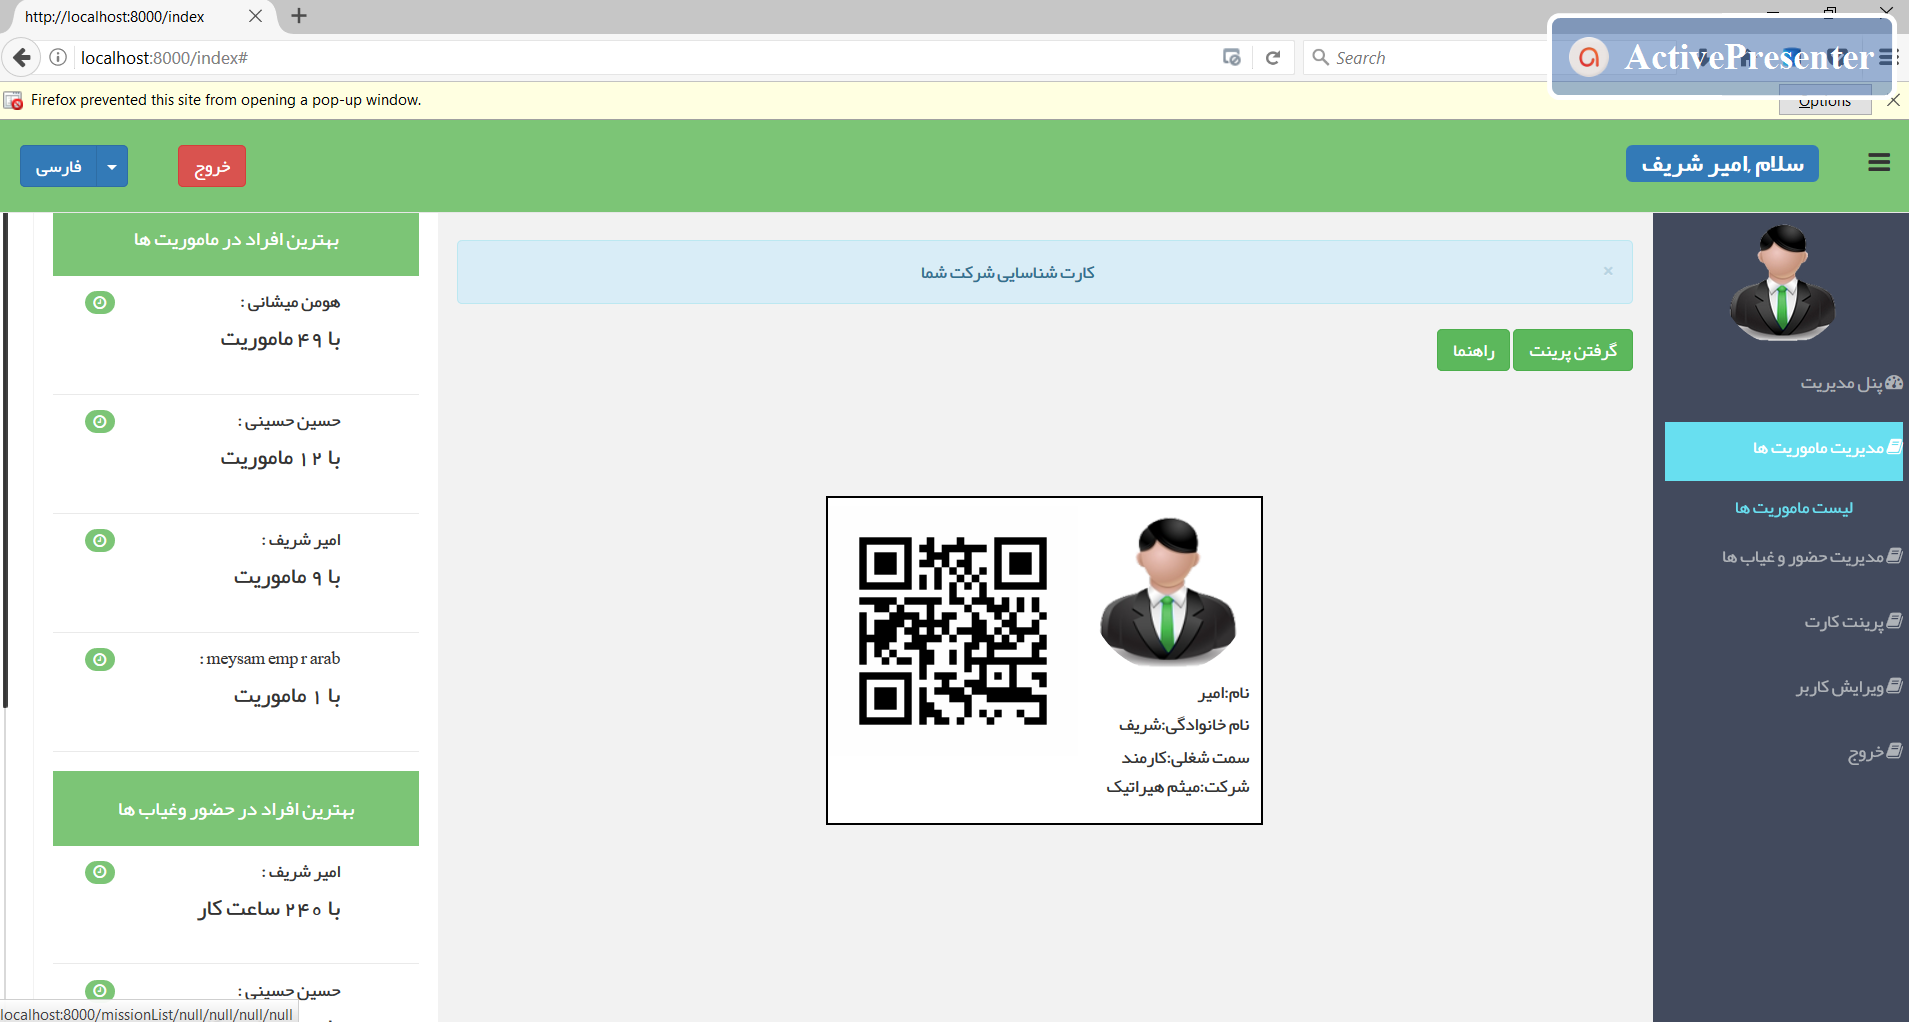 http://localhost:8000/index
localhost:8000/index#
Search
ActivePresenter
Firefox prevented this site from opening a pop-up window.
Options
سلام ,امیر شریف
خروج
فارسی
پنل مدیریت
مدیریت ماموریت ها
لیست ماموریت ها
مدیریت حضور و غیاب ها
پرینت کارت
ویرایش کاربر
خروج
کارت شناسایی شرکت شما
×
گرفتن پرینت
راهنما
نام:امیر
نام خانوادگی:شریف
سمت شغلی:کارمند
شرکت:میثم هیراتیک
بهترین افراد در ماموریت ها
هومن میشانی :
با ۴۹ ماموریت
حسین حسینی :
با ۱۲ ماموریت
امیر شریف :
با ۹ ماموریت
meysam emp r arab :
با ۱ ماموریت
بهترین افراد در حضور وغیاب ها
امیر شریف :
با ۲۴۰ ساعت کار
حسین حسینی :
localhost:8000/missionList/null/null/null/null